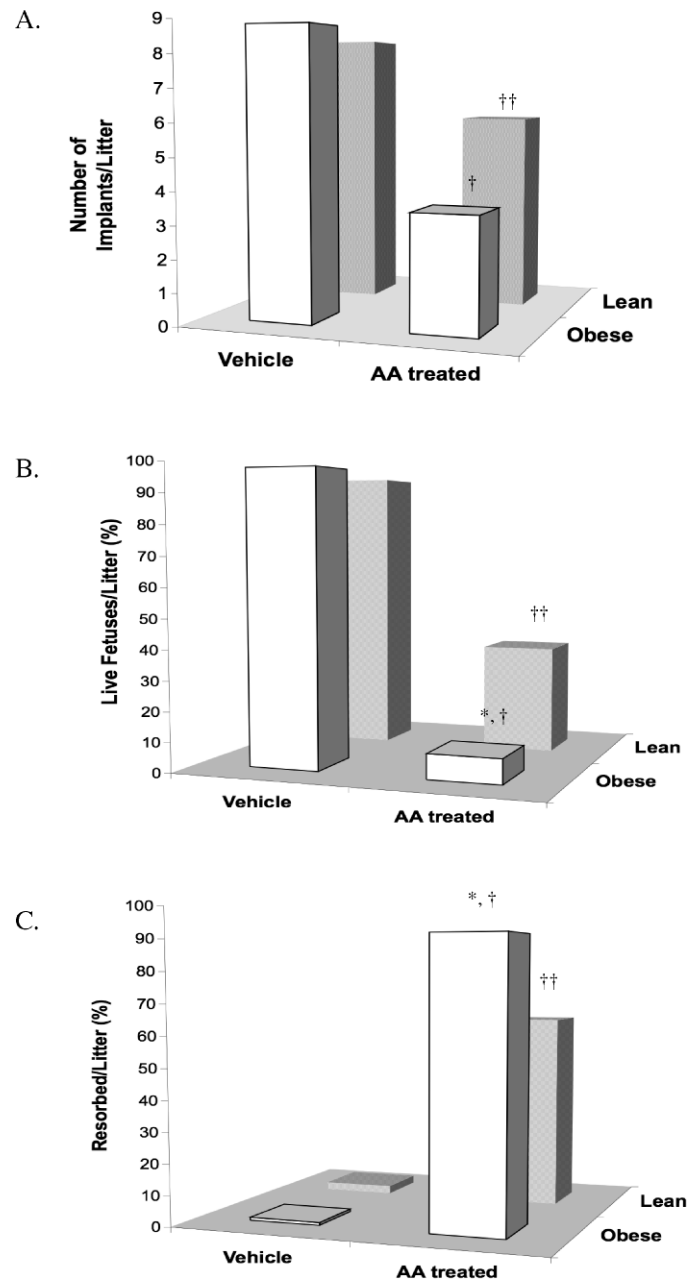 A.
Number of
Implants/Litter
9
8
7
6
5
4
3
2
1
0
††
†
Lean
Obese
Vehicle
AA treated
B.
Live Fetuses/Litter (%)
100
90
80
70
60
50
40
30
20
10
0
††
*, †
Lean
Obese
Vehicle
AA treated
C.
Resorbed/Litter (%)
100
90
80
70
60
50
40
30
20
10
0
*, †
††
Lean
Obese
Vehicle
AA treated